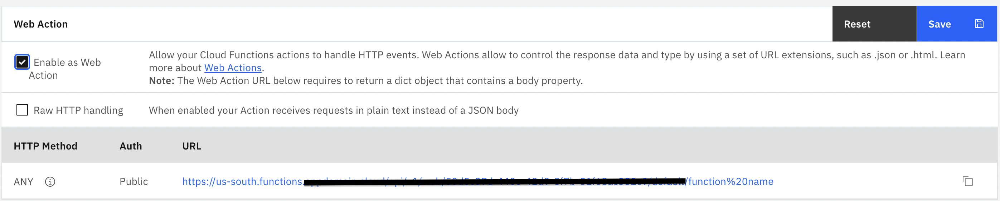 Web Action
Reset
Save
Enable as Web
Action
Allow your Cloud Functions actions to handle HTTP events. Web Actions allow to control the response data and type by using a set of URL extensions, such as .json or .html. Learn
more about Web Actions.
Note: The Web Action URL below requires to return a dict object that contains a body property.
Raw HTTP handling
When enabled your Action receives requests in plain text instead of a JSON body
HTTP Method Auth URL
ANY Public https://us-south.functions. /function%20name